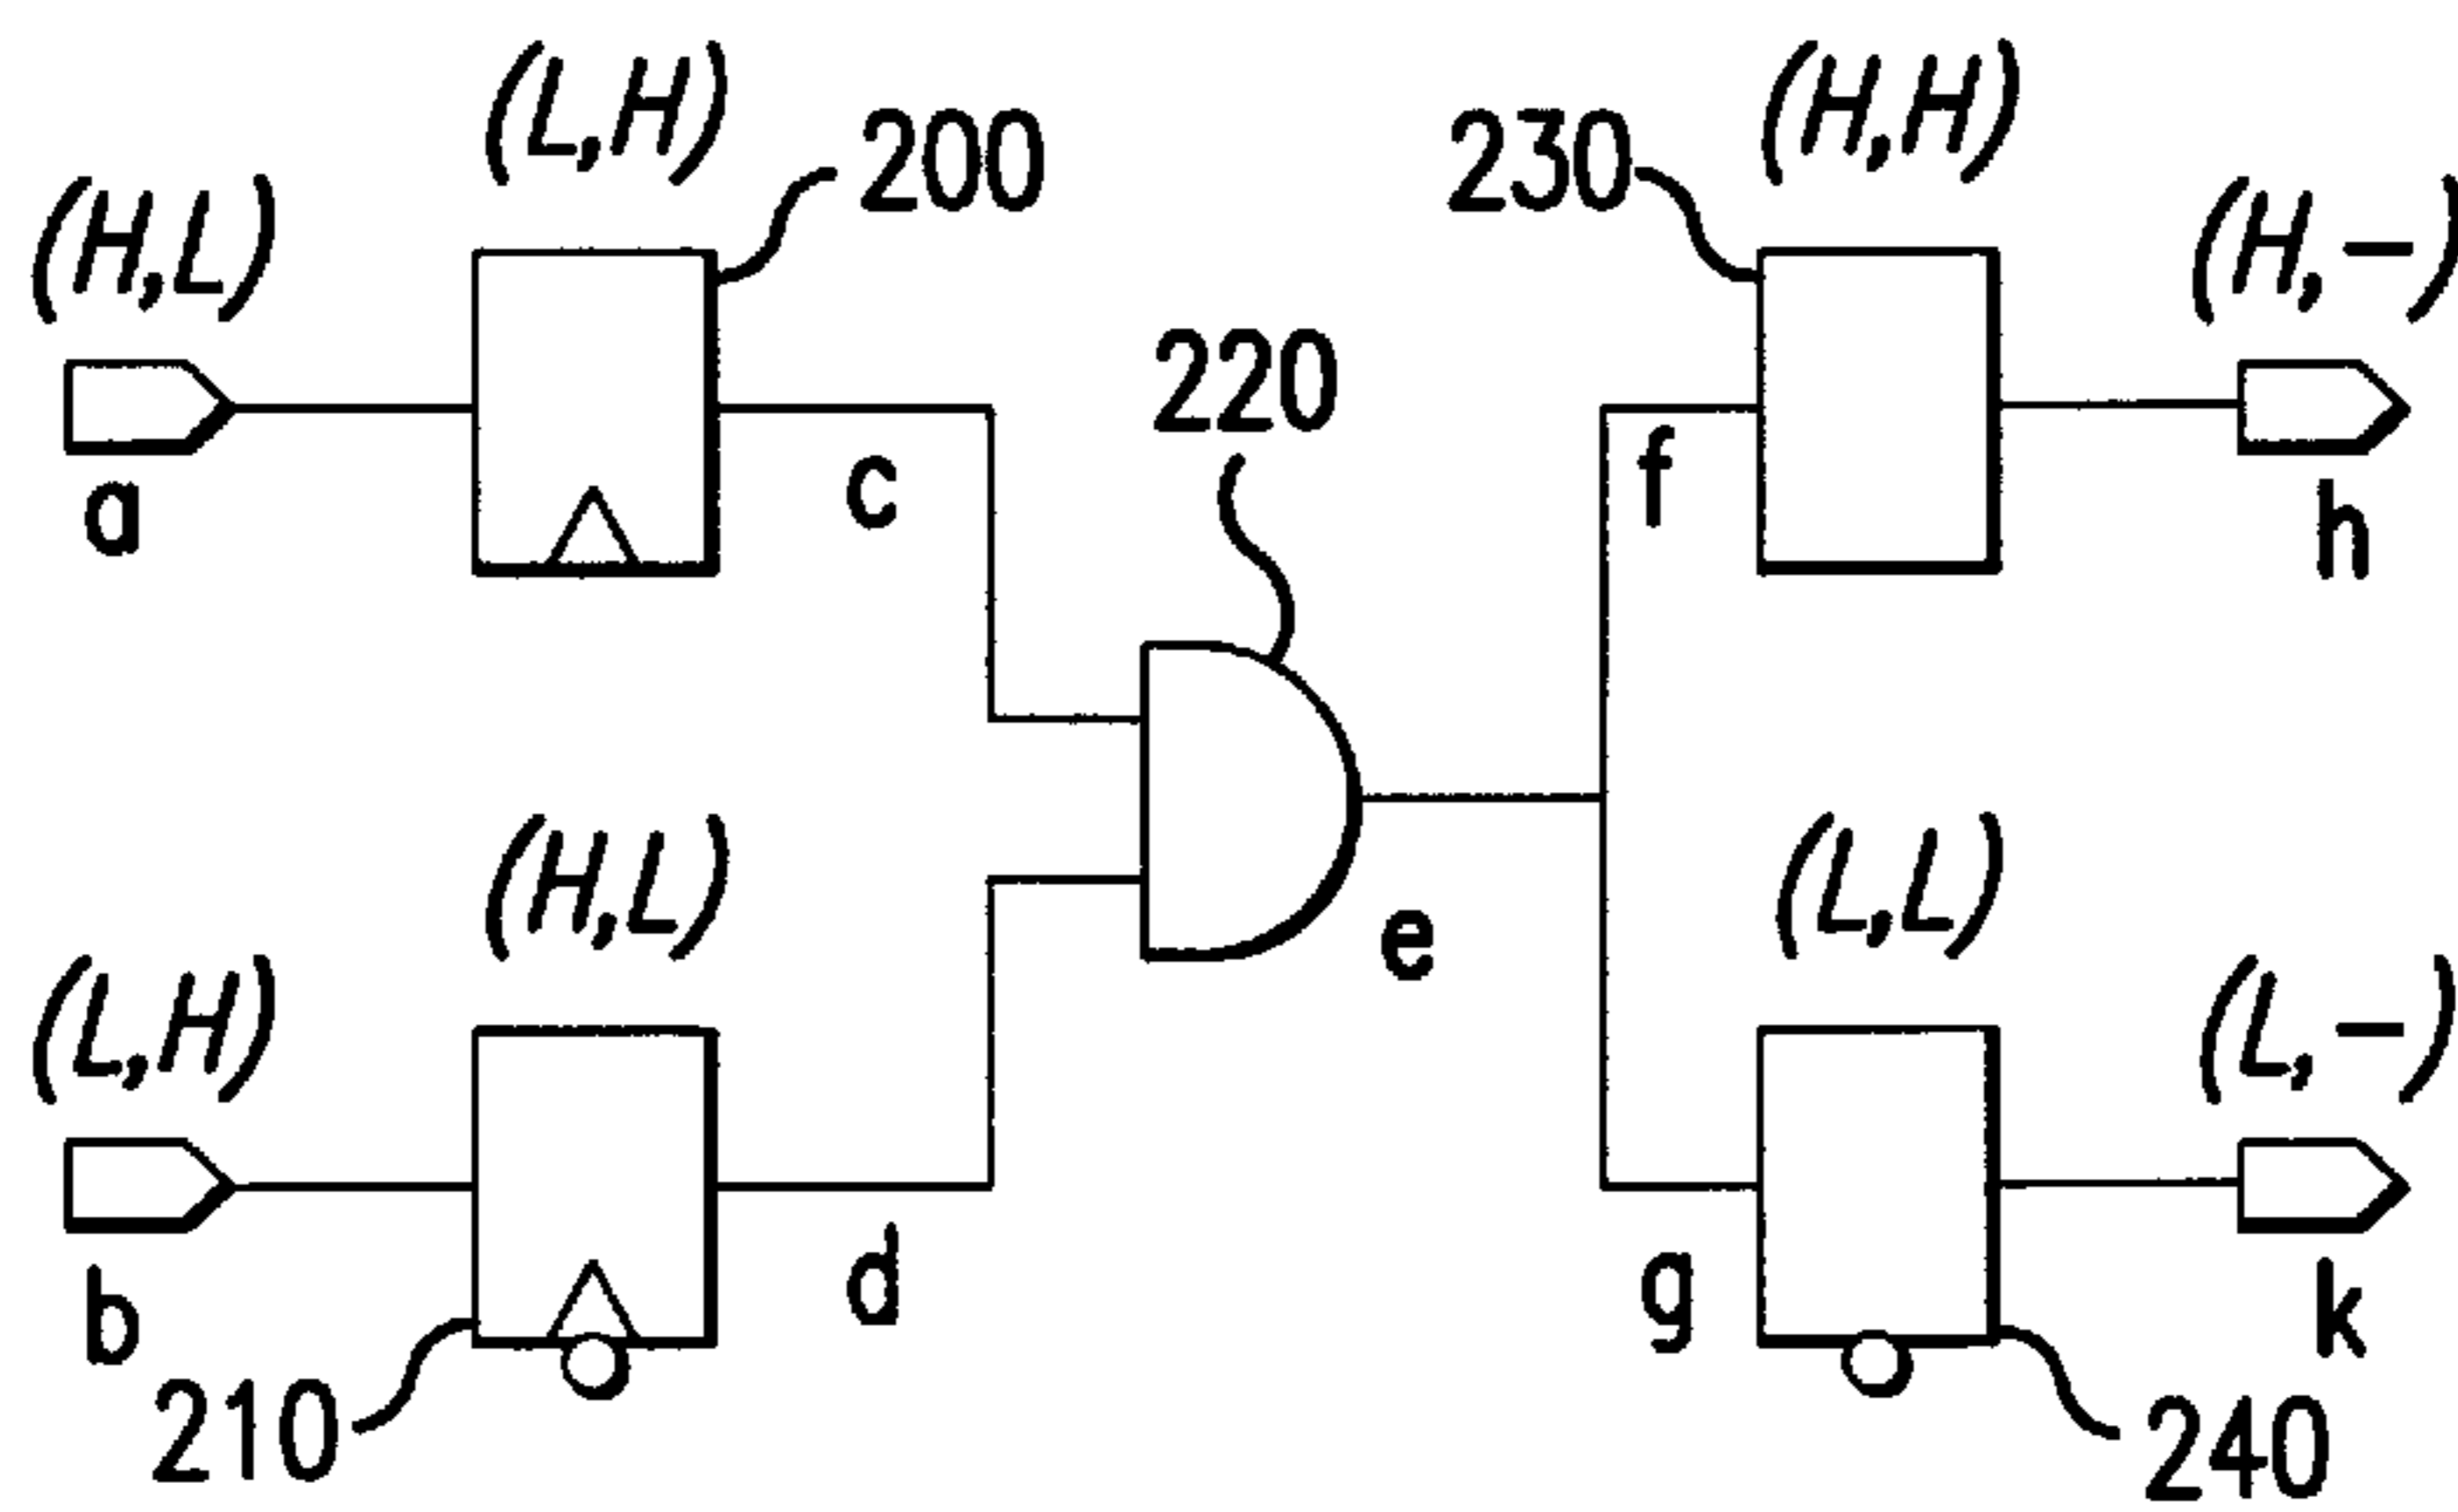 (L,H)
200
230
(H,H)
(H,L)
(H,-)
220
a
c
f
h
(H,L)
(L,L)
(L,H)
e
(L,-)
b
d
g
k
210
240